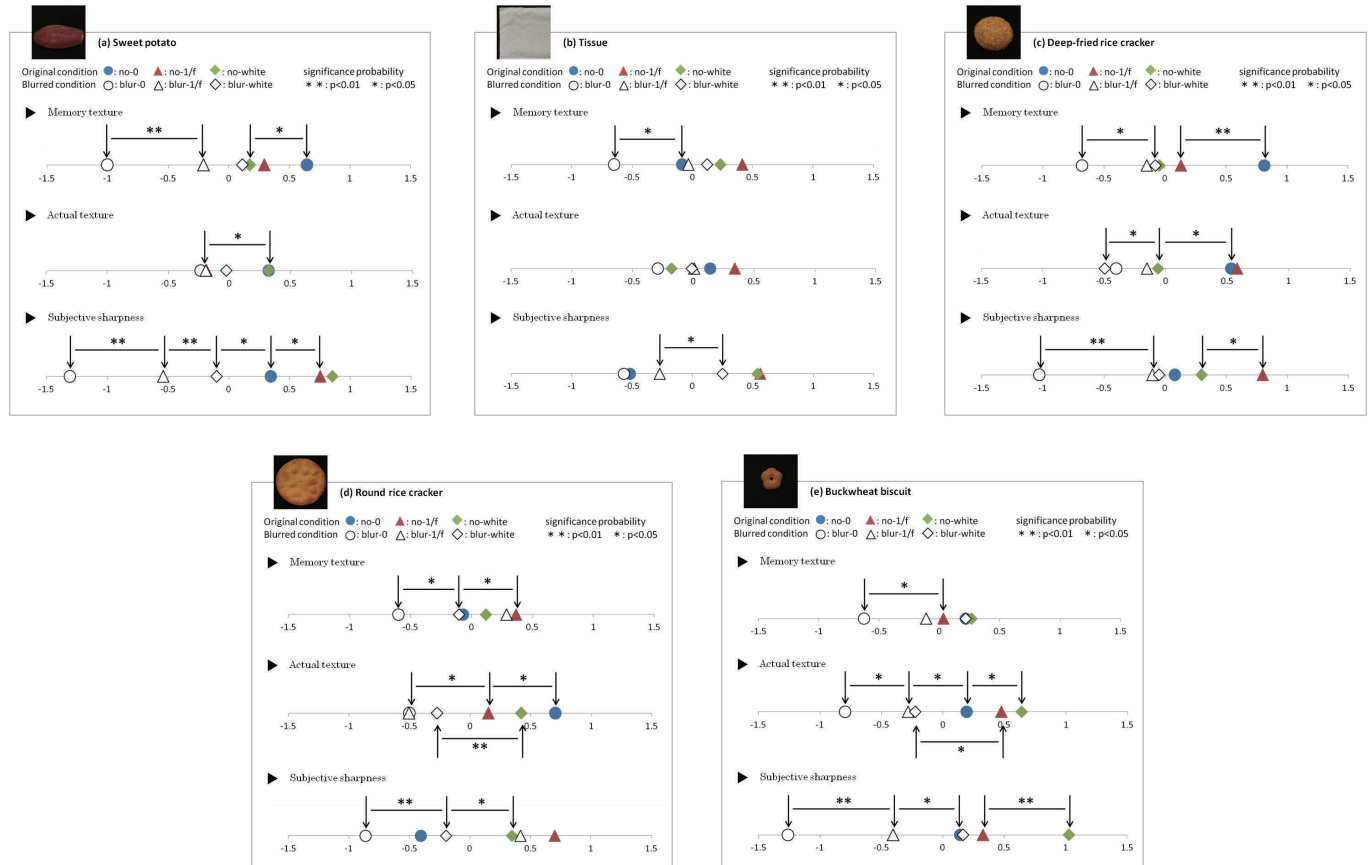 (a) Sweet potato
Original condition : no-0 : no-1/f : no-white significance probability
Blurred condition : blur-0 : blur-1/f : blur-white * * : p<0.01 * : p<0.05
Memory texture
** *
-1.5 -1 -0.5 0 0.5 1 1.5
Actual texture
*
-1.5 -1 -0.5 0 0.5 1 1.5
Subjective sharpness
** ** * *
-1.5 -1 -0.5 0 0.5 1 1.5
(b) Tissue
Original condition : no-0 : no-1/f : no-white significance probability
Blurred condition : blur-0 : blur-1/f : blur-white * * : p<0.01 * : p<0.05
Memory texture
*
-1.5 -1 -0.5 0 0.5 1 1.5
Actual texture
-1.5 -1 -0.5 0 0.5 1 1.5
Subjective sharpness
*
-1.5 -1 -0.5 0 0.5 1 1.5
(c) Deep-fried rice cracker
Original condition : no-0 : no-1/f : no-white significance probability
Blurred condition : blur-0 : blur-1/f : blur-white * * : p<0.01 * : p<0.05
Memory texture
* **
-1.5 -1 -0.5 0 0.5 1 1.5
Actual texture
* *
-1.5 -1 -0.5 0 0.5 1 1.5
Subjective sharpness
** *
-1.5 -1 -0.5 0 0.5 1 1.5
(d) Round rice cracker
Original condition : no-0 : no-1/f : no-white significance probability
Blurred condition : blur-0 : blur-1/f : blur-white * * : p<0.01 * : p<0.05
Memory texture
* *
-1.5 -1 -0.5 0 0.5 1 1.5
Actual texture
* *
-1.5 -1 -0.5 0 0.5 1 1.5
**
Subjective sharpness
** *
-1.5 -1 -0.5 0 0.5 1 1.5
(e) Buckwheat biscuit
Original condition : no-0 : no-1/f : no-white significance probability
Blurred condition : blur-0 : blur-1/f : blur-white * * : p<0.01 * : p<0.05
Memory texture
*
-1.5 -1 -0.5 0 0.5 1 1.5
Actual texture
* * *
-1.5 -1 -0.5 0 0.5 1 1.5
*
Subjective sharpness
** * **
-1.5 -1 -0.5 0 0.5 1 1.5